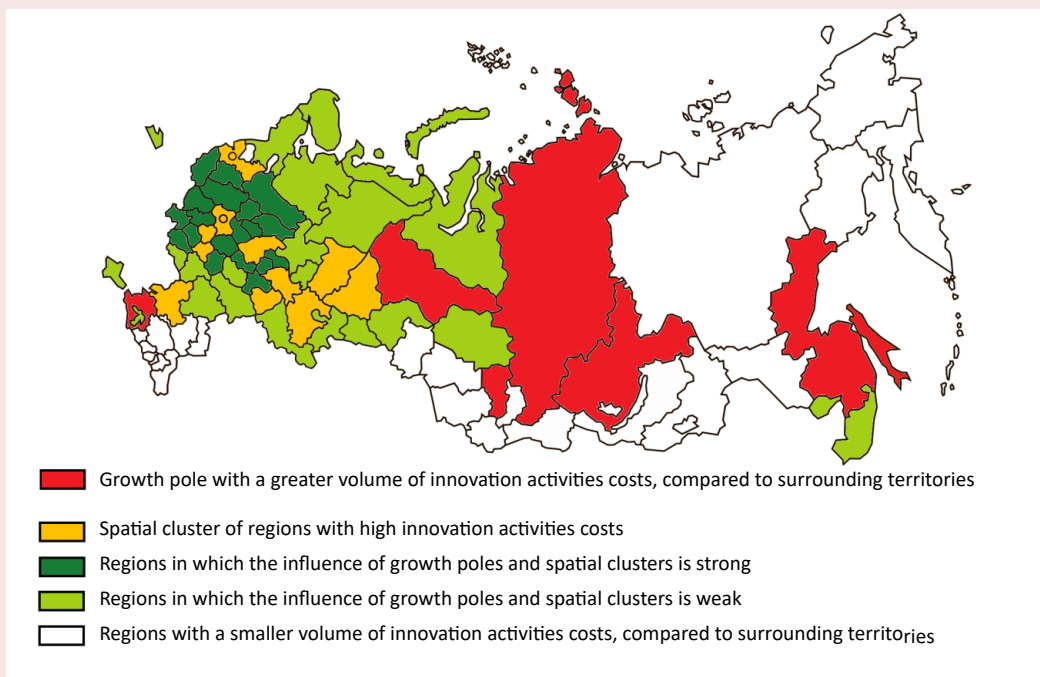 Growth pole with a greater volume of innovation activities costs, compared to surrounding territories
Spatial cluster of regions with high innovation activities costs
Regions in which the influence of growth poles and spatial clusters is strong
Regions in which the influence of growth poles and spatial clusters is weak
Regions with a smaller volume of innovation activities costs, compared to surrounding territories